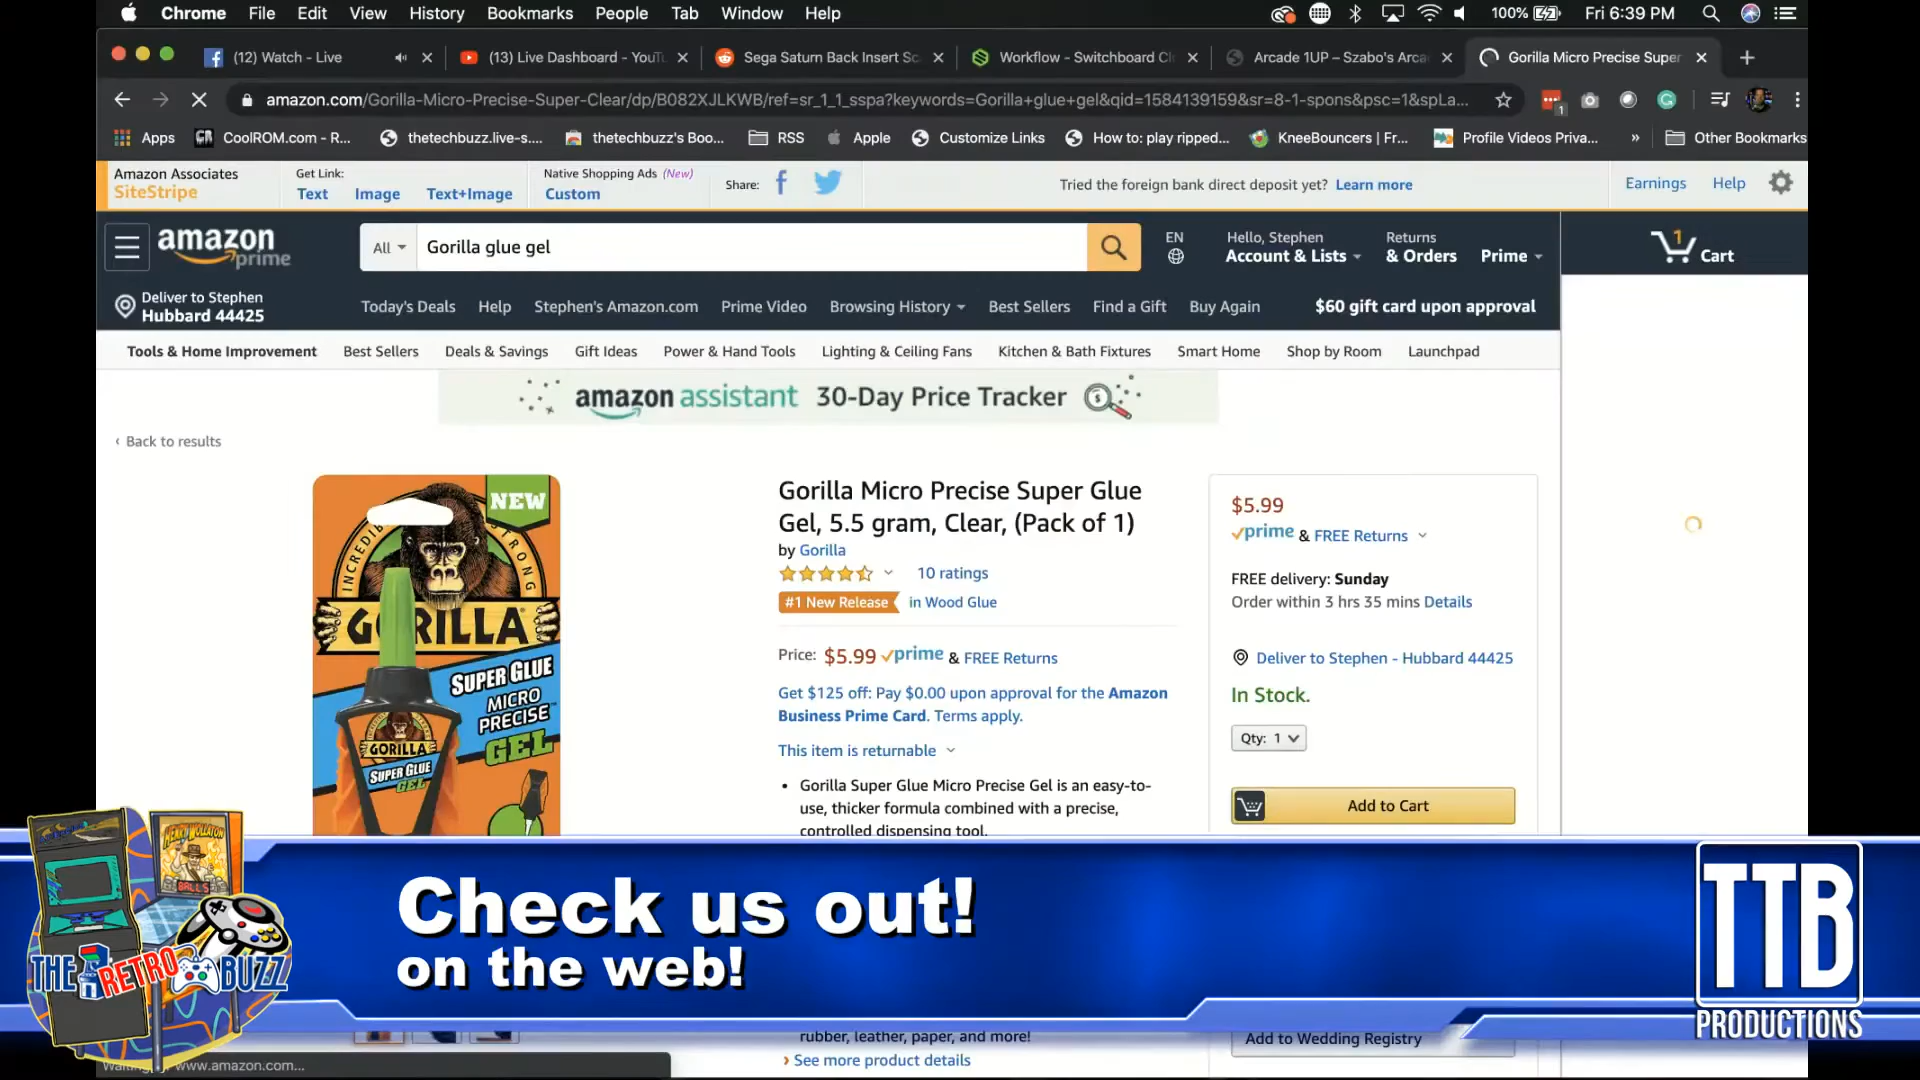 Chrome File Edit View History Bookmarks People Tab Window Help 100% Fri 6:39 PM
(12) Watch - Live (13) Live Dashboard - YouTu Sega Saturn Back Insert Sc Workflow - Switchboard Cl Arcade 1UP – Szabo's Arca Gorilla Micro Precise Super
amazon.com/Gorilla-Micro-Precise-Super-Clear/dp/B082XJLKWB/ref=sr_1_1_sspa?keywords=Gorilla+glue+gel&qid=1584139159&sr=8-1-spons&psc=1&spLa... 1
Apps CoolROM.com - R... thetechbuzz.live-s.... thetechbuzz's Boo... RSS Apple Customize Links How to: play ripped... KneeBouncers | Fr... Profile Videos Priva... » Other Bookmarks
Amazon Associates
SiteStripe
Get Link:
Text Image Text+Image
Native Shopping Ads (New)
Custom
Share:
Tried the foreign bank direct deposit yet? Learn more
Earnings Help
amazon prime
All Gorilla glue gel
EN
Hello, Stephen
Account & Lists
Returns
& Orders
Prime
1 Cart
Deliver to Stephen
Hubbard 44425
Today's Deals Help Stephen's Amazon.com Prime Video Browsing History Best Sellers Find a Gift Buy Again $60 gift card upon approval
Tools & Home Improvement Best Sellers Deals & Savings Gift Ideas Power & Hand Tools Lighting & Ceiling Fans Kitchen & Bath Fixtures Smart Home Shop by Room Launchpad
amazon assistant 30-Day Price Tracker
‹ Back to results
NEW
INCREDIBLY STRONG
GORILLA
SUPER GLUE
MICRO
PRECISE
GEL
GORILLA
SUPER GLUE
GEL
Gorilla Micro Precise Super Glue
Gel, 5.5 gram, Clear, (Pack of 1)
by Gorilla
10 ratings
#1 New Release in Wood Glue
Price: $5.99 prime & FREE Returns
Get $125 off: Pay $0.00 upon approval for the Amazon
Business Prime Card. Terms apply.
This item is returnable
• Gorilla Super Glue Micro Precise Gel is an easy-to-
use, thicker formula combined with a precise,
controlled dispensing tool.
$5.99
prime & FREE Returns
FREE delivery: Sunday
Order within 3 hrs 35 mins Details
Deliver to Stephen - Hubbard 44425
In Stock.
Qty: 1
Add to Cart
Check us out!
on the web!
THE RETRO BUZZ
TTB
PRODUCTIONS
rubber, leather, paper, and more!
› See more product details
Add to Wedding Registry
www.amazon.com...